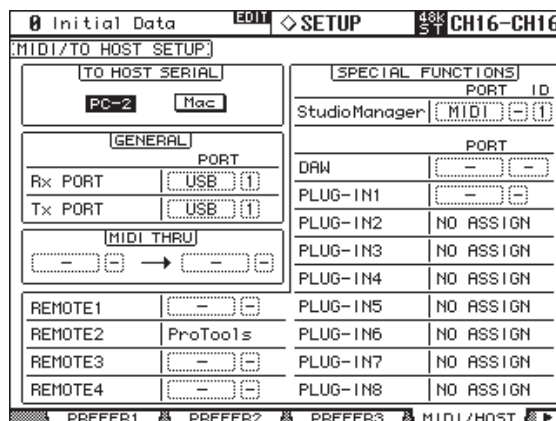 0 Initial Data EDIT ◇SETUP 48k ST CH16-CH16
MIDI/TO HOST SETUP
TO HOST SERIAL
PC-2 Mac
GENERAL
PORT
Rx PORT USB 1
Tx PORT USB 1
MIDI THRU
- - → - -
REMOTE1 - -
REMOTE2 ProTools
REMOTE3 - -
REMOTE4 - -
SPECIAL FUNCTIONS
PORT ID
StudioManager MIDI - 1
PORT
DAW - -
PLUG-IN1 - -
PLUG-IN2 NO ASSIGN
PLUG-IN3 NO ASSIGN
PLUG-IN4 NO ASSIGN
PLUG-IN5 NO ASSIGN
PLUG-IN6 NO ASSIGN
PLUG-IN7 NO ASSIGN
PLUG-IN8 NO ASSIGN
PREFER1 PREFER2 PREFER3 MIDI/HOST